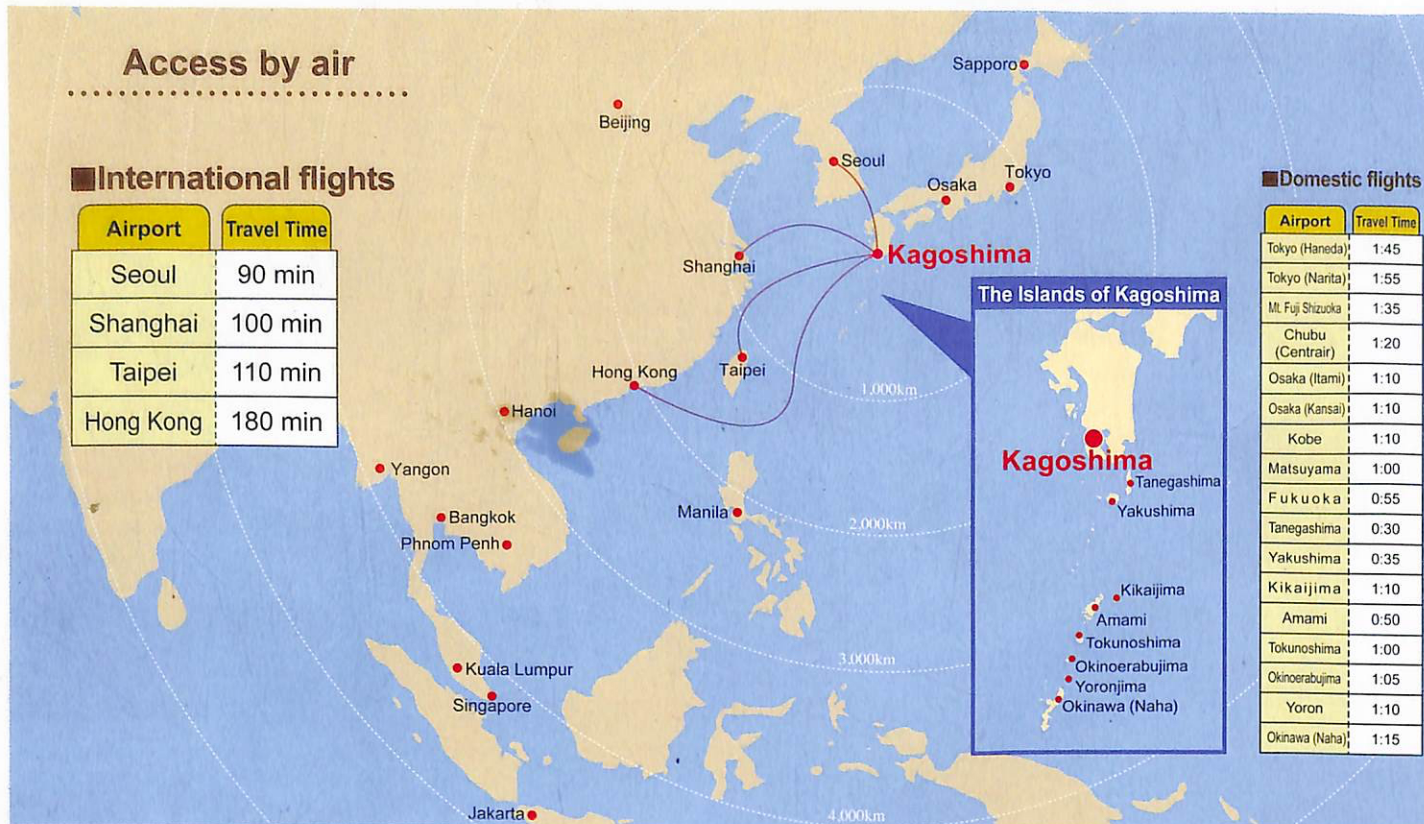 Access by air
■International flights
Airport Travel Time
Seoul 90 min
Shanghai 100 min
Taipei 110 min
Hong Kong 180 min
Sapporo
Beijing
Seoul
Tokyo
Osaka
Kagoshima
Shanghai
Hong Kong
Taipei
Hanoi
Yangon
Bangkok
Manila
Phnom Penh
Kuala Lumpur
Singapore
Jakarta
1,000km
2,000km
3,000km
4,000km
The Islands of Kagoshima
Kagoshima
Tanegashima
Yakushima
Kikaijima
Amami
Tokunoshima
Okinoerabujima
Yoronjima
Okinawa (Naha)
■Domestic flights
Airport Travel Time
Tokyo (Haneda) 1:45
Tokyo (Narita) 1:55
Mt. Fuji Shizuoka 1:35
Chubu
(Centrair) 1:20
Osaka (Itami) 1:10
Osaka (Kansai) 1:10
Kobe 1:10
Matsuyama 1:00
Fukuoka 0:55
Tanegashima 0:30
Yakushima 0:35
Kikaijima 1:10
Amami 0:50
Tokunoshima 1:00
Okinoerabujima 1:05
Yoron 1:10
Okinawa (Naha) 1:15